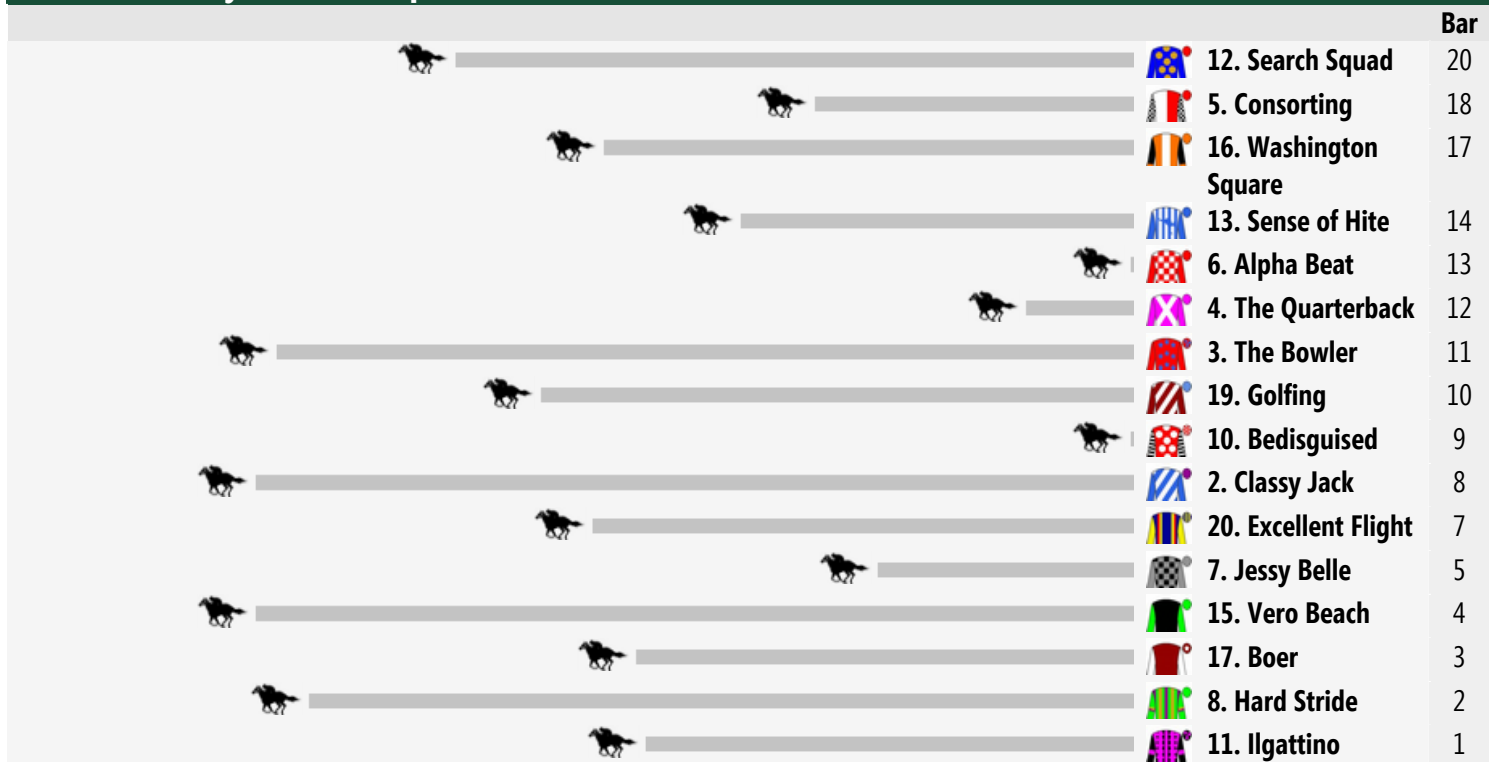 Bar
12. Search Squad 20
5. Consorting 18
16. Washington 17
Square
13. Sense of Hite 14
6. Alpha Beat 13
4. The Quarterback 12
3. The Bowler 11
19. Golfing 10
10. Bedisguised 9
2. Classy Jack 8
20. Excellent Flight 7
7. Jessy Belle 5
15. Vero Beach 4
17. Boer 3
8. Hard Stride 2
11. Ilgattino 1